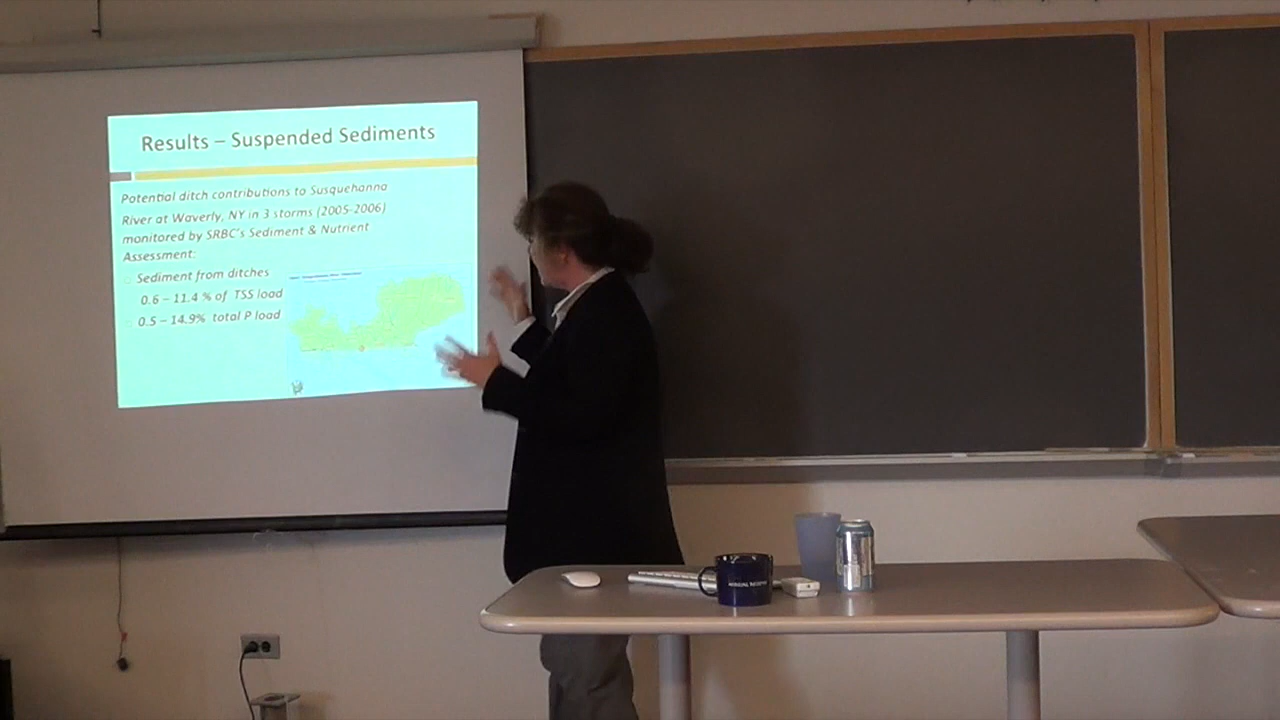 Results – Suspended Sediments
Potential ditch contributions to Susquehanna
River at Waverly, NY in 3 storms (2005-2006)
monitored by SRBC's Sediment & Nutrient
Assessment:
Sediment from ditches
0.6 – 11.4 % of TSS load
0.5 – 14.9% total P load